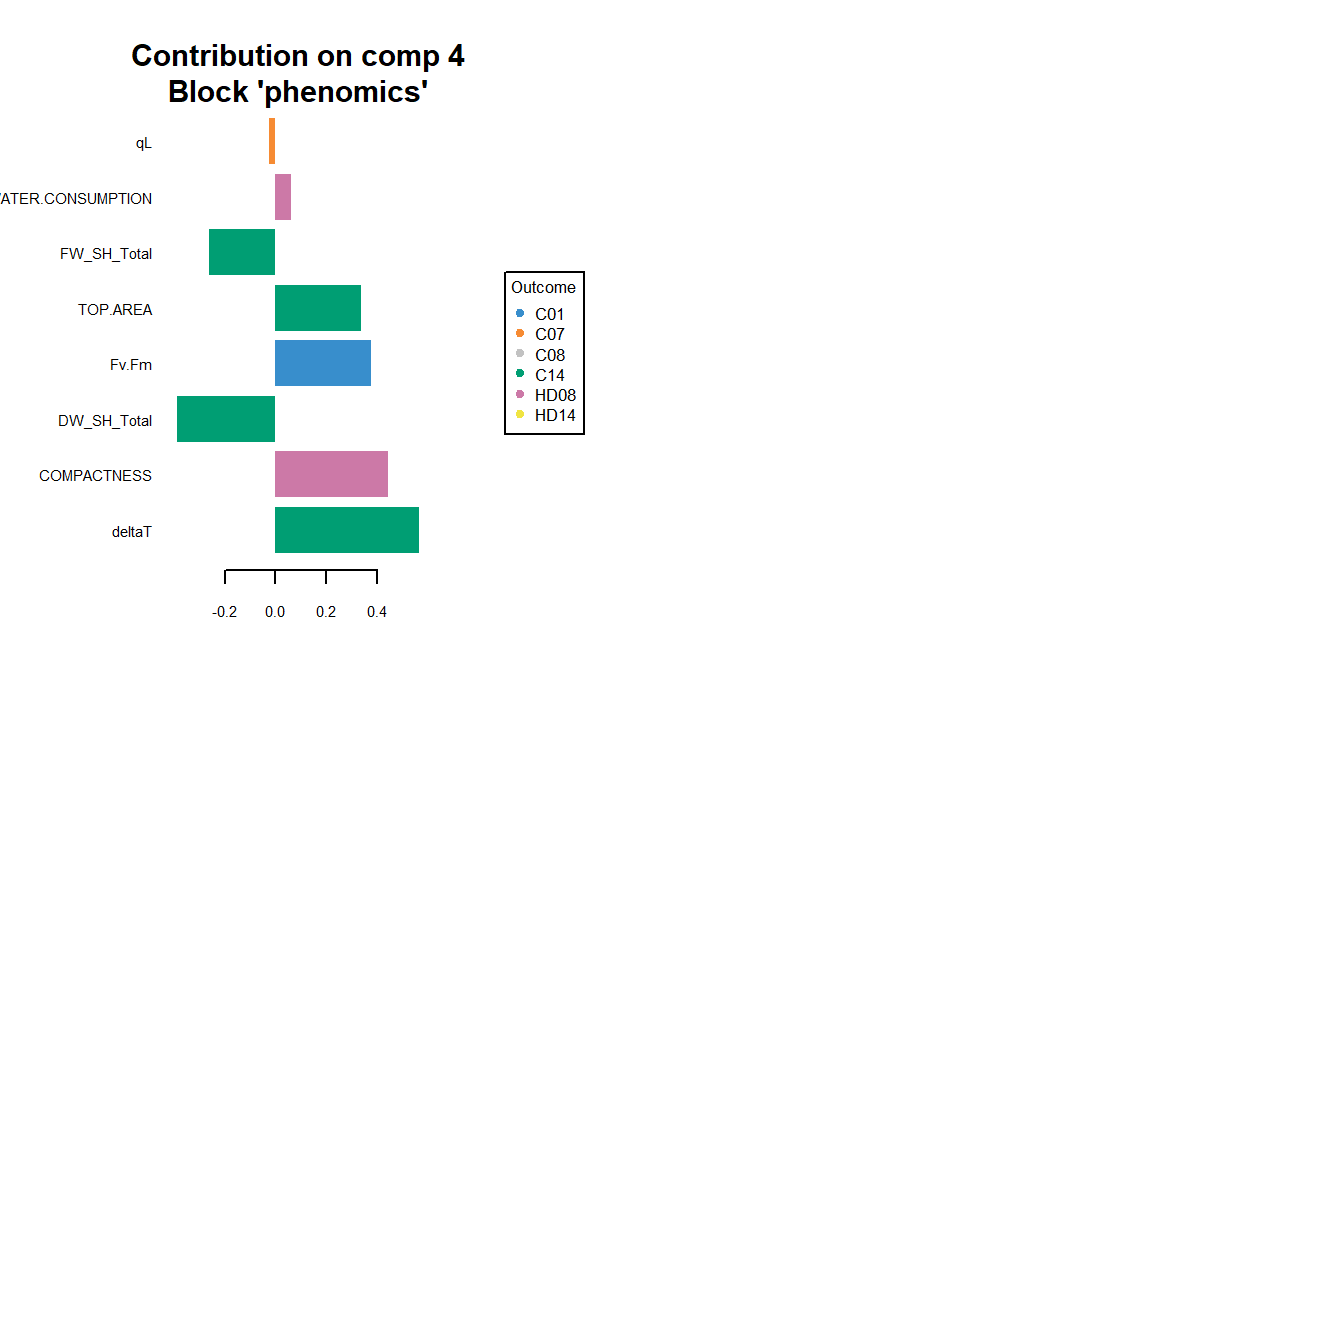 Contribution on comp 4
Block 'phenomics'
qL
ATER.CONSUMPTION
FW_SH_Total
TOP.AREA
Fv.Fm
DW_SH_Total
COMPACTNESS
deltaT
-0.2 0.0 0.2 0.4
Outcome
C01
C07
C08
C14
HD08
HD14